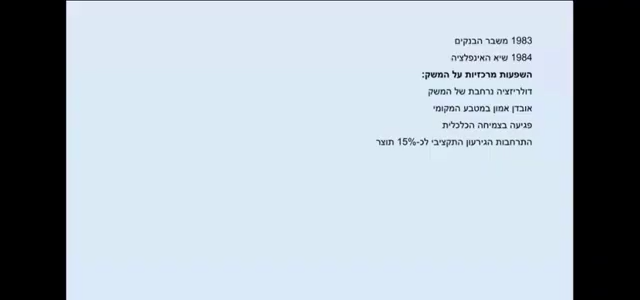 1983 משבר הבנקים
1984 שיא האינפלציה
השפעות מרכזיות על המשק:
דולריזציה נרחבת של המשק
אובדן אמון במטבע המקומי
פגיעה בצמיחה הכלכלית
התרחבות הגירעון התקציבי לכ-15% תוצר